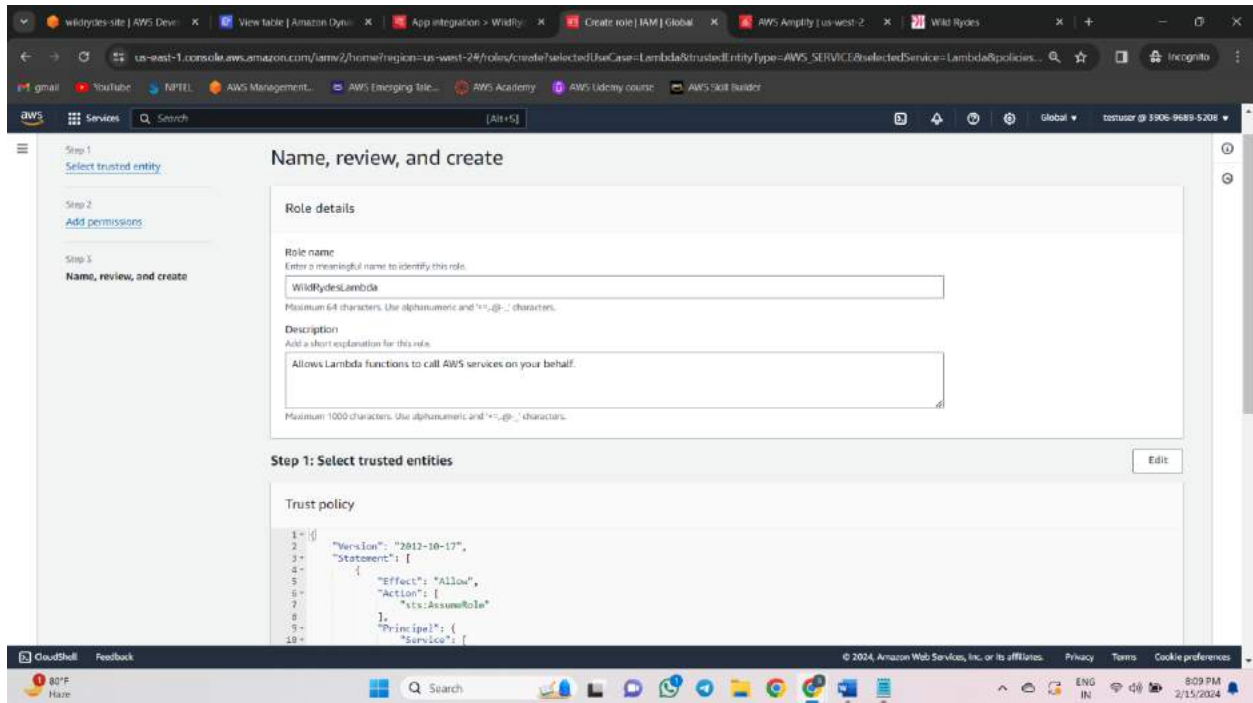 wildrydes-site | AWS Deve
View table | Amazon Dyn
App integration > WildRy
Create role | IAM | Global
AWS Amplify | us-west-2
Wild Rydes
us-east-1.console.aws.amazon.com/iamv2/home?region=us-west-2#/roles/create?selectedUseCase=Lambda&trustedEntityType=AWS_SERVICE&selectedService=Lambda&policies...
Incognito
gmail
YouTube
NPTEL
AWS Management...
AWS Emerging Tale...
AWS Academy
AWS Udemy course
AWS Skill Builder
aws
Services
Search
[Alt+S]
Global
testuser @ 3906-9689-5208
Step 1
Select trusted entity
Step 2
Add permissions
Step 3
Name, review, and create
Name, review, and create
Role details
Role name
Enter a meaningful name to identify this role.
WildRydesLambda
Maximum 64 characters. Use alphanumeric and '+=,.@-_' characters.
Description
Add a short explanation for this role.
Allows Lambda functions to call AWS services on your behalf.
Maximum 1000 characters. Use alphanumeric and '+=,.@-_' characters.
Step 1: Select trusted entities
Edit
Trust policy
1 {
2 "Version": "2012-10-17",
3 "Statement": [
4 {
5 "Effect": "Allow",
6 "Action": [
7 "sts:AssumeRole"
8 ],
9 "Principal": {
10 "Service": [
CloudShell
Feedback
© 2024, Amazon Web Services, Inc. or its affiliates.
Privacy
Terms
Cookie preferences
80°F
Haze
Search
ENG
IN
8:09 PM
2/15/2024